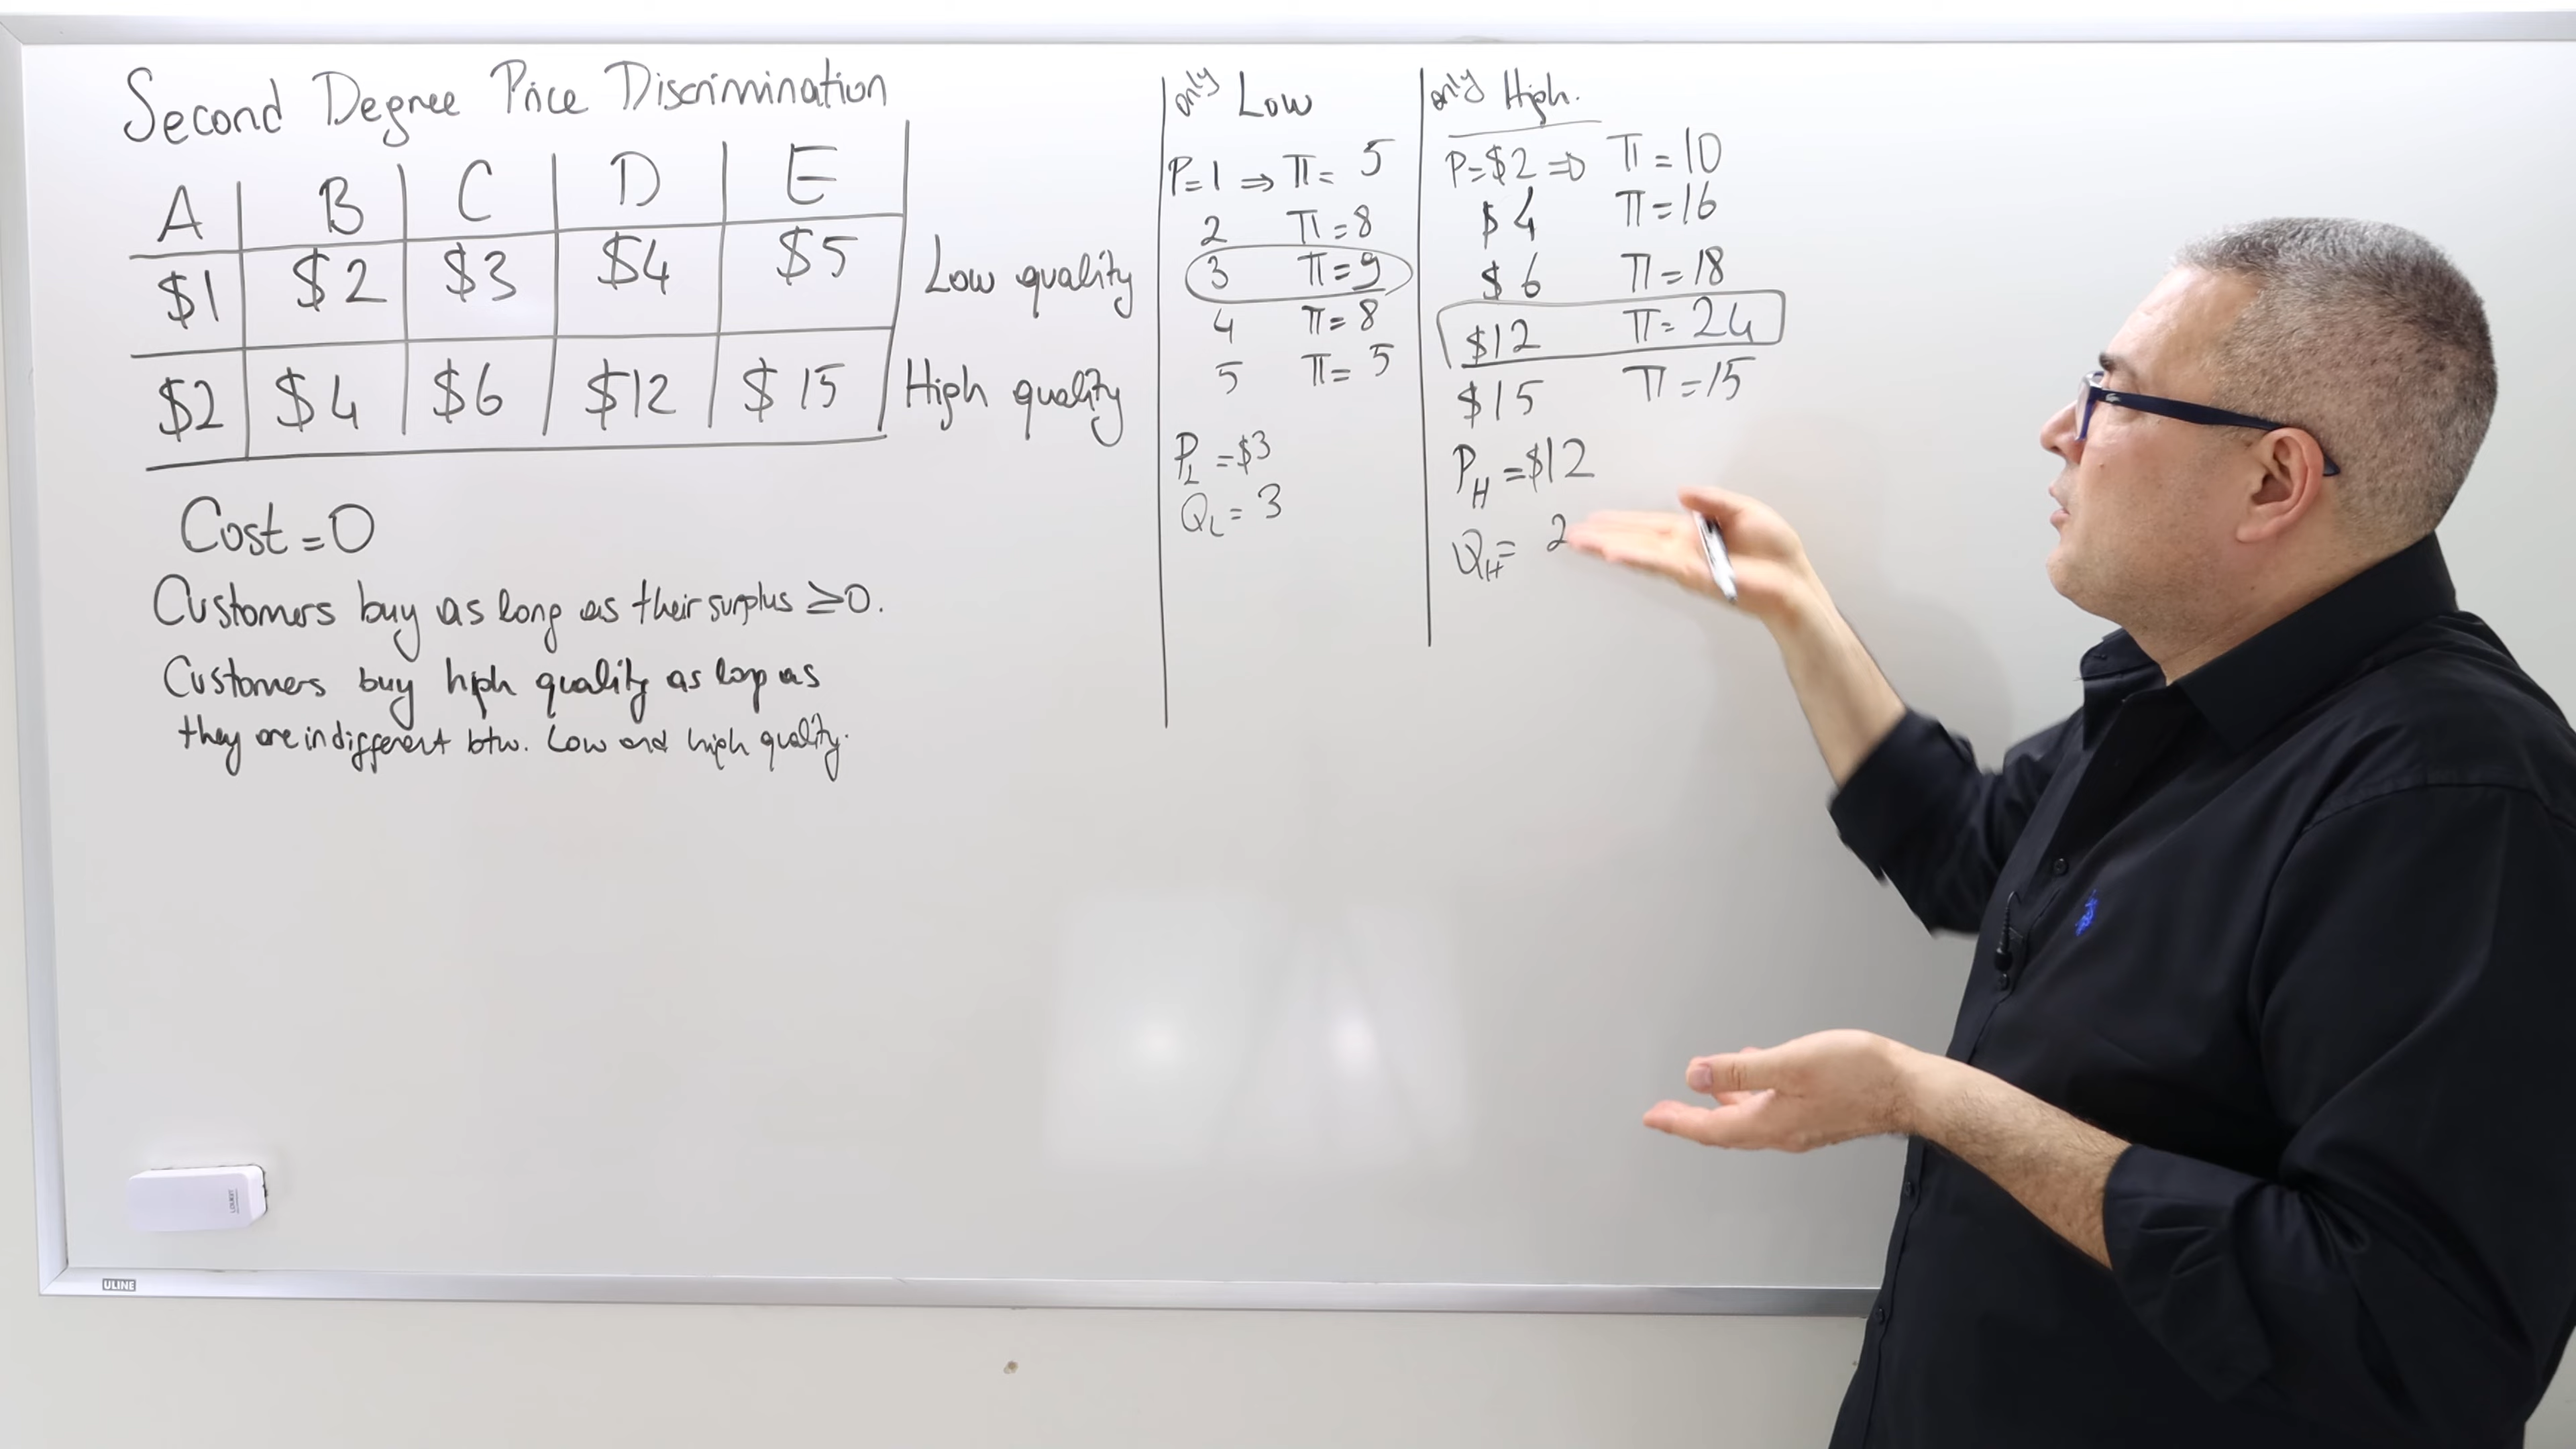 Second Degree Price Discrimination
A B C D E
$1 $2 $3 $4 $5 Low quality
$2 $4 $6 $12 $15 High quality
Cost = 0
Customers buy as long as their surplus ≥ 0.
Customers buy high quality as long as
they are indifferent btw. Low and high quality.
only Low
P=1 ⇒ π= 5
2 π=8
3 π=9
4 π=8
5 π= 5
PL = $3
QL = 3
only High.
P=$2 ⇒ π=10
$4 π=16
$6 π=18
$12 π= 24
$15 π=15
PH = $12
QH = 2
ULINE